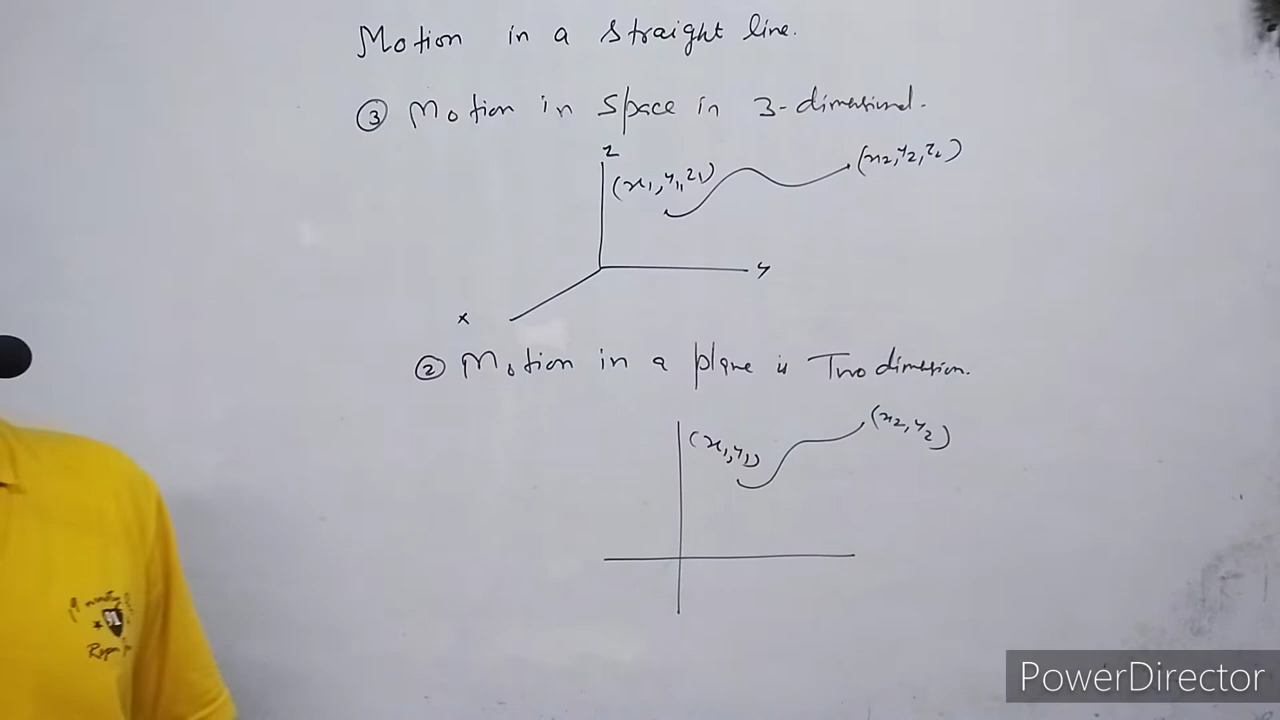 Motion in a straight line.
③ Motion in space in 3-dimensional.
z
(x₁, y₁, z₁)
(x₂, y₂, z₂)
y
x
② Motion in a plane is Two dimension.
(x₁, y₁)
(x₂, y₂)
91
PowerDirector